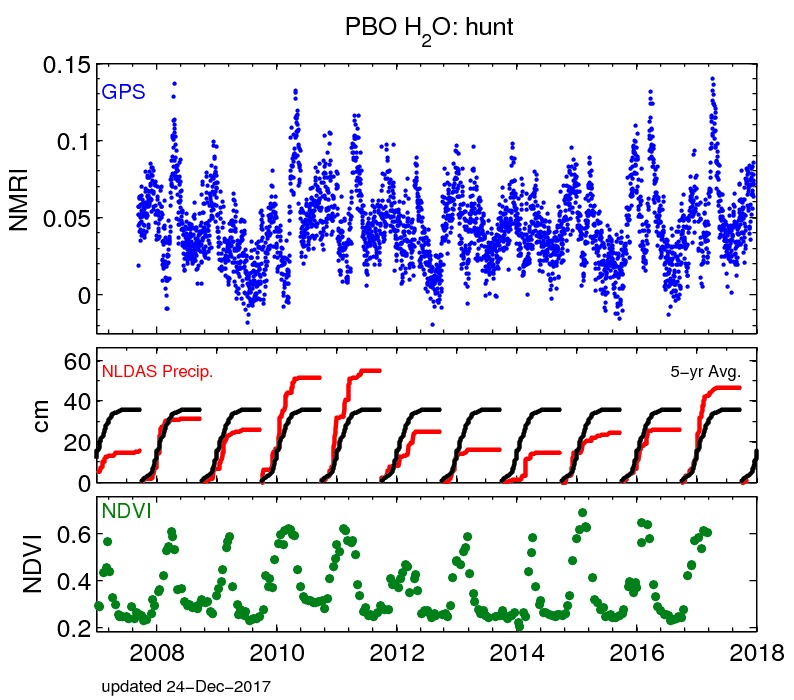 PBO H2O: hunt
0.15
GPS
0.1
NMRI
0.05
0
60
NLDAS Precip.
5-yr Avg.
40
cm
20
0
NDVI
0.6
NDVI
0.4
0.2
2008 2010 2012 2014 2016 2018
updated 24-Dec-2017